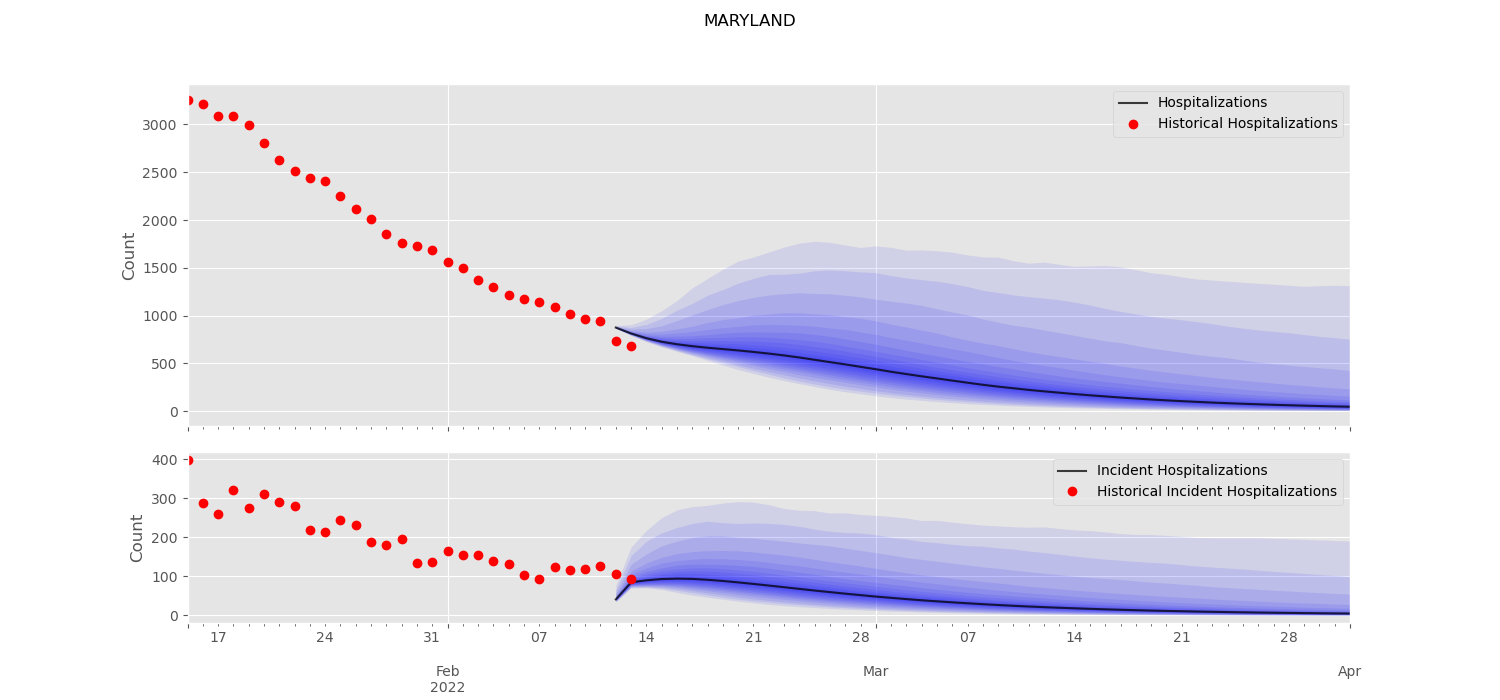 MARYLAND
Hospitalizations
Historical Hospitalizations
3000
2500
2000
1500
1000
500
0
Count
Incident Hospitalizations
Historical Incident Hospitalizations
400
300
200
100
0
Count
17 24 31 07 14 21 28 07 14 21 28
Feb Mar Apr
2022